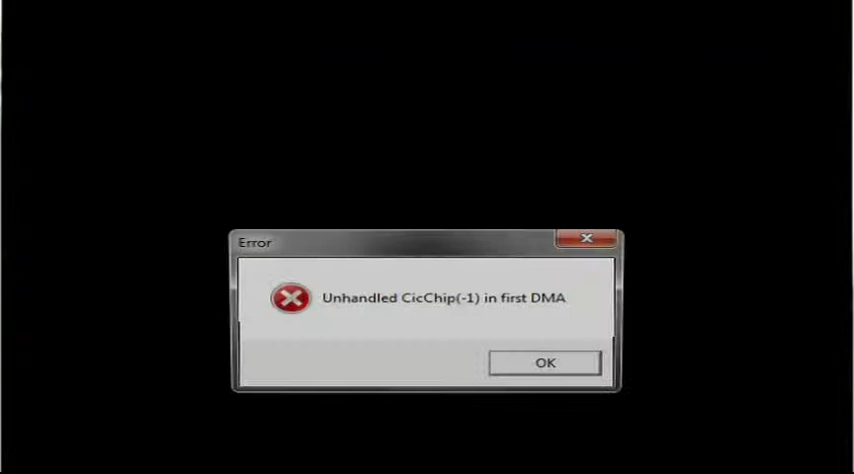 Error
Unhandled CicChip(-1) in first DMA
OK